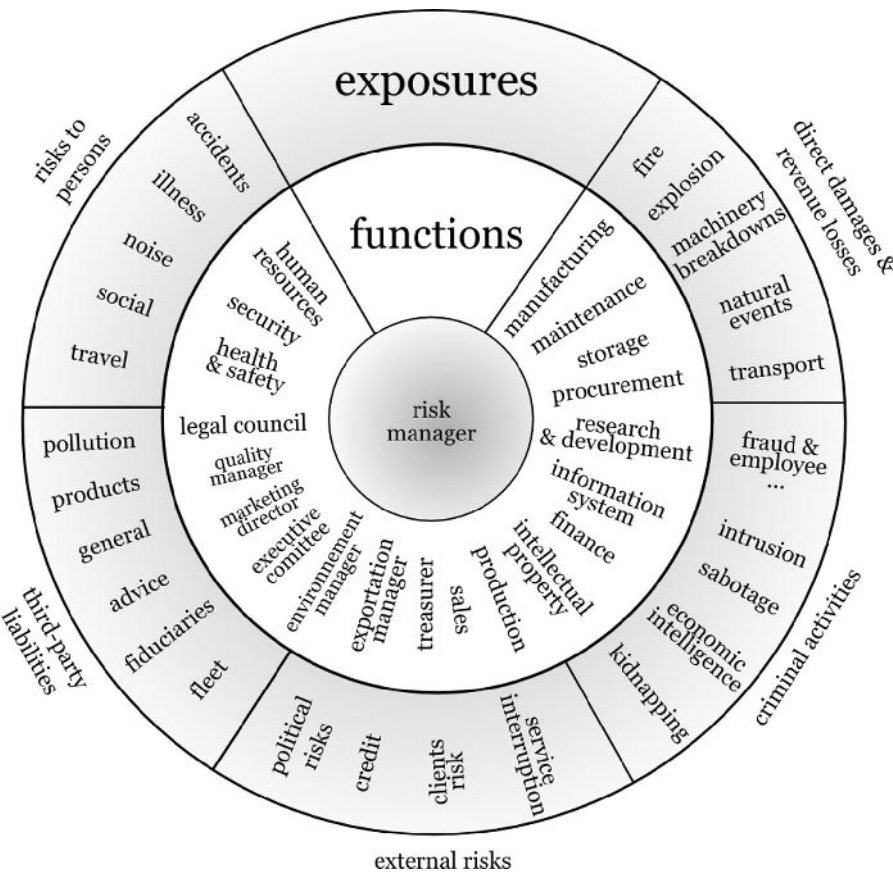 exposures
functions
risk
manager
risks to
persons
accidents
illness
noise
social
travel
direct damages &
revenue losses
fire
explosion
machinery
breakdowns
natural
events
transport
criminal activities
fraud &
employee
...
intrusion
sabotage
economic
intelligence
kidnapping
external risks
service
interruption
clients
risk
credit
political
risks
third-party
liabilities
pollution
products
general
advice
fiduciaries
fleet
manufacturing
maintenance
storage
procurement
research
& development
information
system
finance
intellectual
property
production
sales
treasurer
exportation
manager
environnement
manager
executive
comittee
marketing
director
quality
manager
legal council
health
& safety
security
human
resources